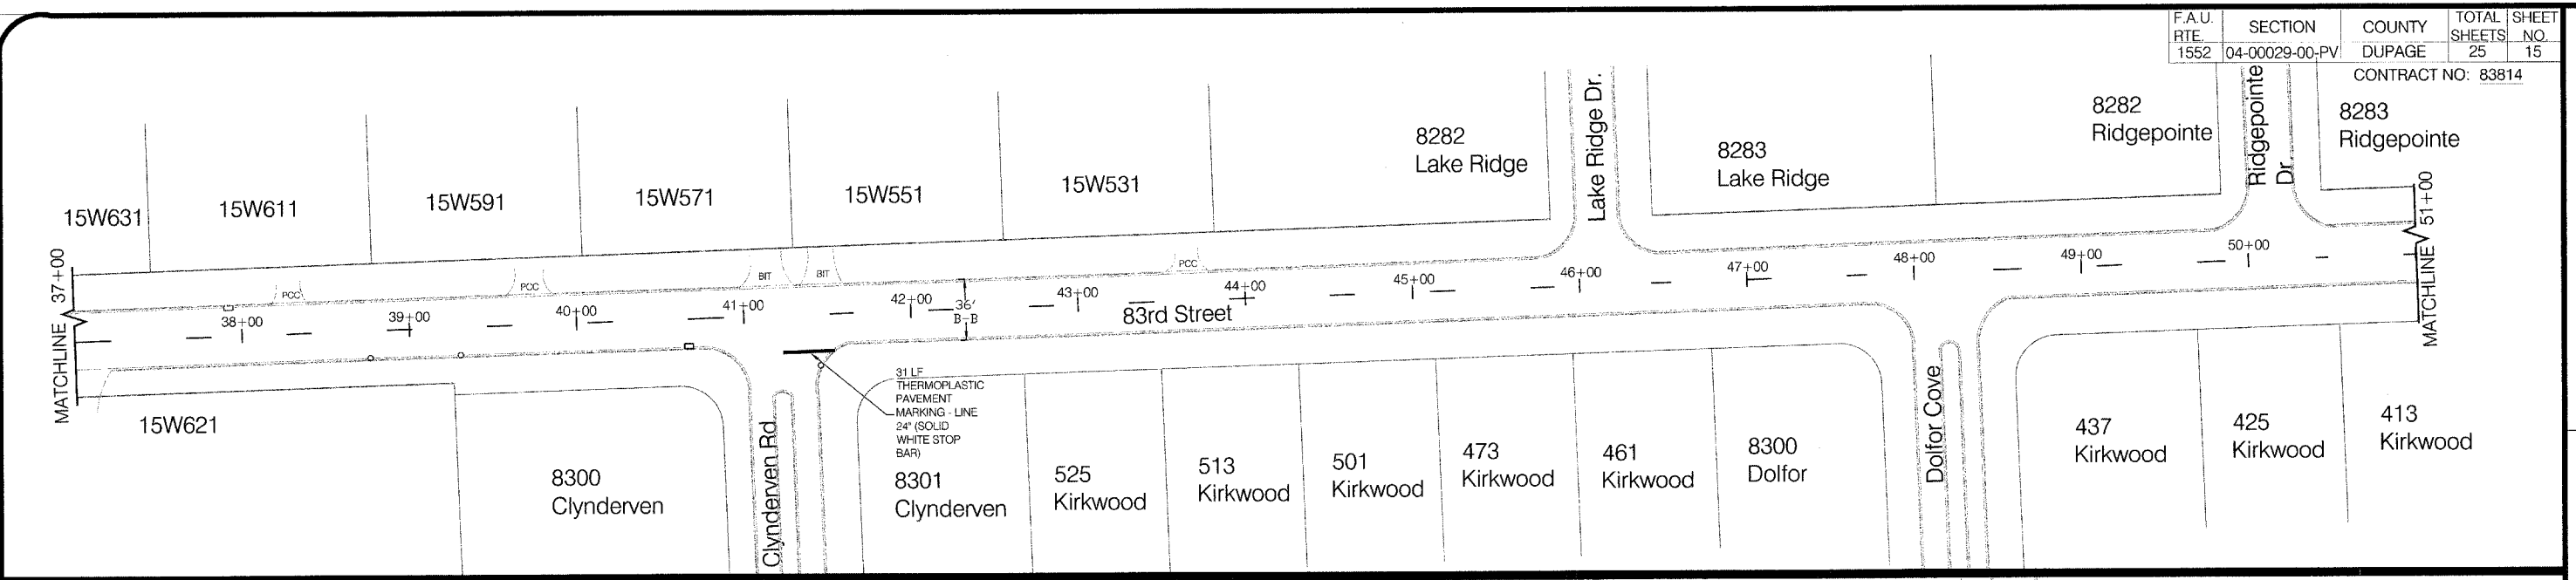 F.A.U. RTE. SECTION COUNTY TOTAL SHEETS SHEET NO.
1552 04-00029-00-PV DUPAGE 25 15
CONTRACT NO: 83814
8282
Lake Ridge
Lake Ridge Dr.
8283
Lake Ridge
8282
Ridgepointe
Ridgepointe
Dr.
8283
Ridgepointe
15W631
15W611
15W591
15W571
15W551
15W531
MATCHLINE 37+00
PCC
PCC
BIT
BIT
PCC
38+00
39+00
40+00
41+00
42+00
43+00
44+00
45+00
46+00
47+00
48+00
49+00
50+00
MATCHLINE 51+00
36'
B-B
83rd Street
31 LF
THERMOPLASTIC
PAVEMENT
MARKING - LINE
24" (SOLID
WHITE STOP
BAR)
15W621
8300
Clynderven
Clynderven Rd.
8301
Clynderven
525
Kirkwood
513
Kirkwood
501
Kirkwood
473
Kirkwood
461
Kirkwood
8300
Dolfor
Dolfor Cove
437
Kirkwood
425
Kirkwood
413
Kirkwood